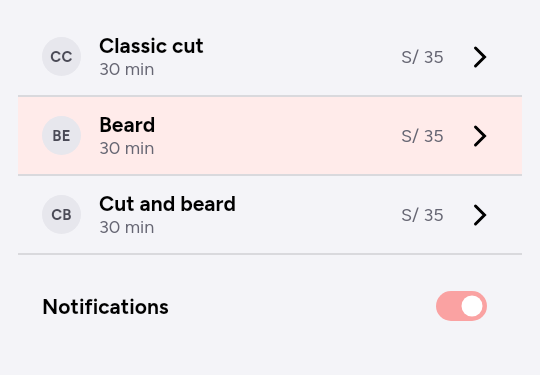 CC Classic cut S/ 35
30 min
BE Beard S/ 35
30 min
CB Cut and beard S/ 35
30 min
Notifications